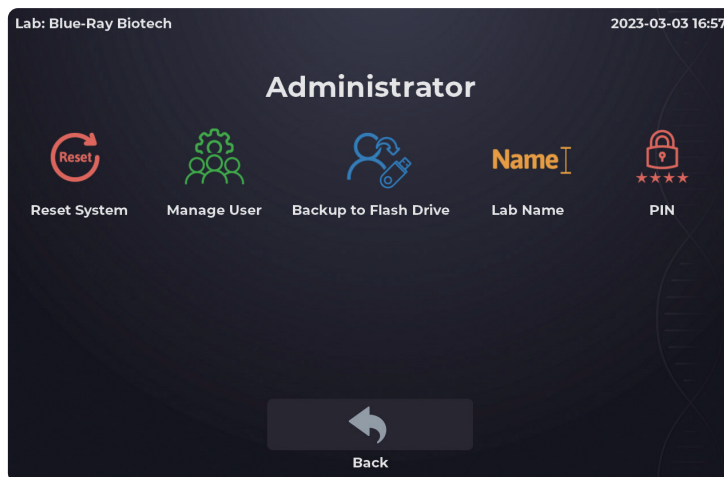 Lab: Blue-Ray Biotech 2023-03-03 16:57
Administrator
Reset Name
Reset System Manage User Backup to Flash Drive Lab Name PIN
Back